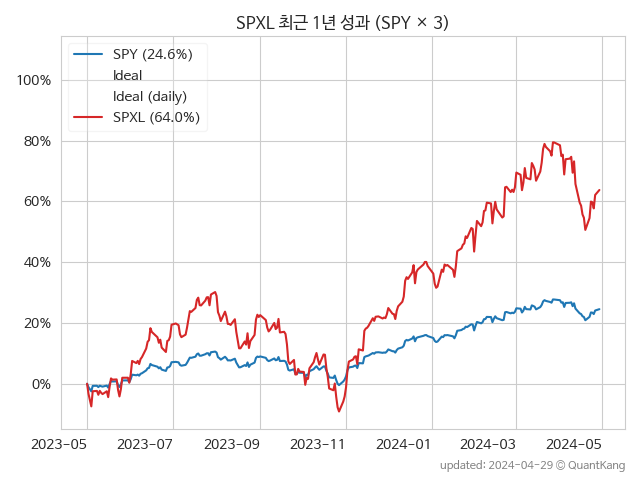 SPXL 최근 1년 성과 (SPY × 3)
SPY (24.6%)
Ideal
Ideal (daily)
SPXL (64.0%)
100%
80%
60%
40%
20%
0%
2023-05 2023-07 2023-09 2023-11 2024-01 2024-03 2024-05
updated: 2024-04-29 © QuantKang